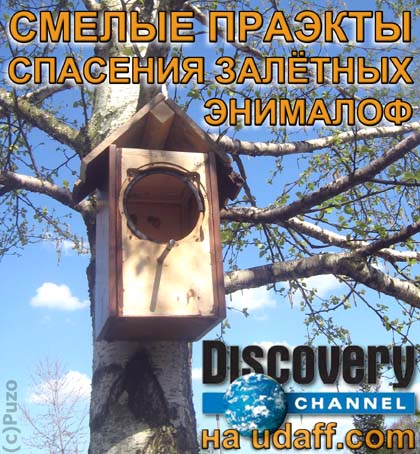 СМЕЛЫЕ ПРАЭКТЫ
СПАСЕНИЯ ЗАЛЁТНЫХ
ЭНИМАЛОФ
Discovery
CHANNEL
на udaff.com
(c)Puzo